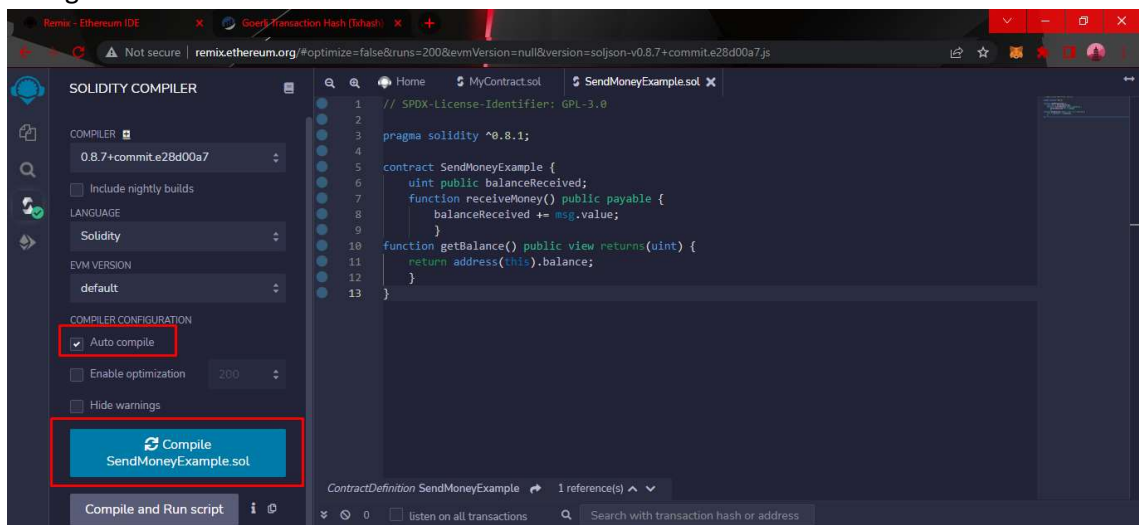 Remix - Ethereum IDE
Goerli Transaction Hash (Txhash)
Not secure | remix.ethereum.org/#optimize=false&runs=200&evmVersion=null&version=soljson-v0.8.7+commit.e28d00a7.js
SOLIDITY COMPILER
Home
MyContract.sol
SendMoneyExample.sol
COMPILER
0.8.7+commit.e28d00a7
Include nightly builds
LANGUAGE
Solidity
EVM VERSION
default
COMPILER CONFIGURATION
Auto compile
Enable optimization 200
Hide warnings
Compile
SendMoneyExample.sol
Compile and Run script
1 // SPDX-License-Identifier: GPL-3.0
2
3 pragma solidity ^0.8.1;
4
5 contract SendMoneyExample {
6 uint public balanceReceived;
7 function receiveMoney() public payable {
8 balanceReceived += msg.value;
9 }
10 function getBalance() public view returns(uint) {
11 return address(this).balance;
12 }
13 }
ContractDefinition SendMoneyExample 1 reference(s)
0 listen on all transactions Search with transaction hash or address